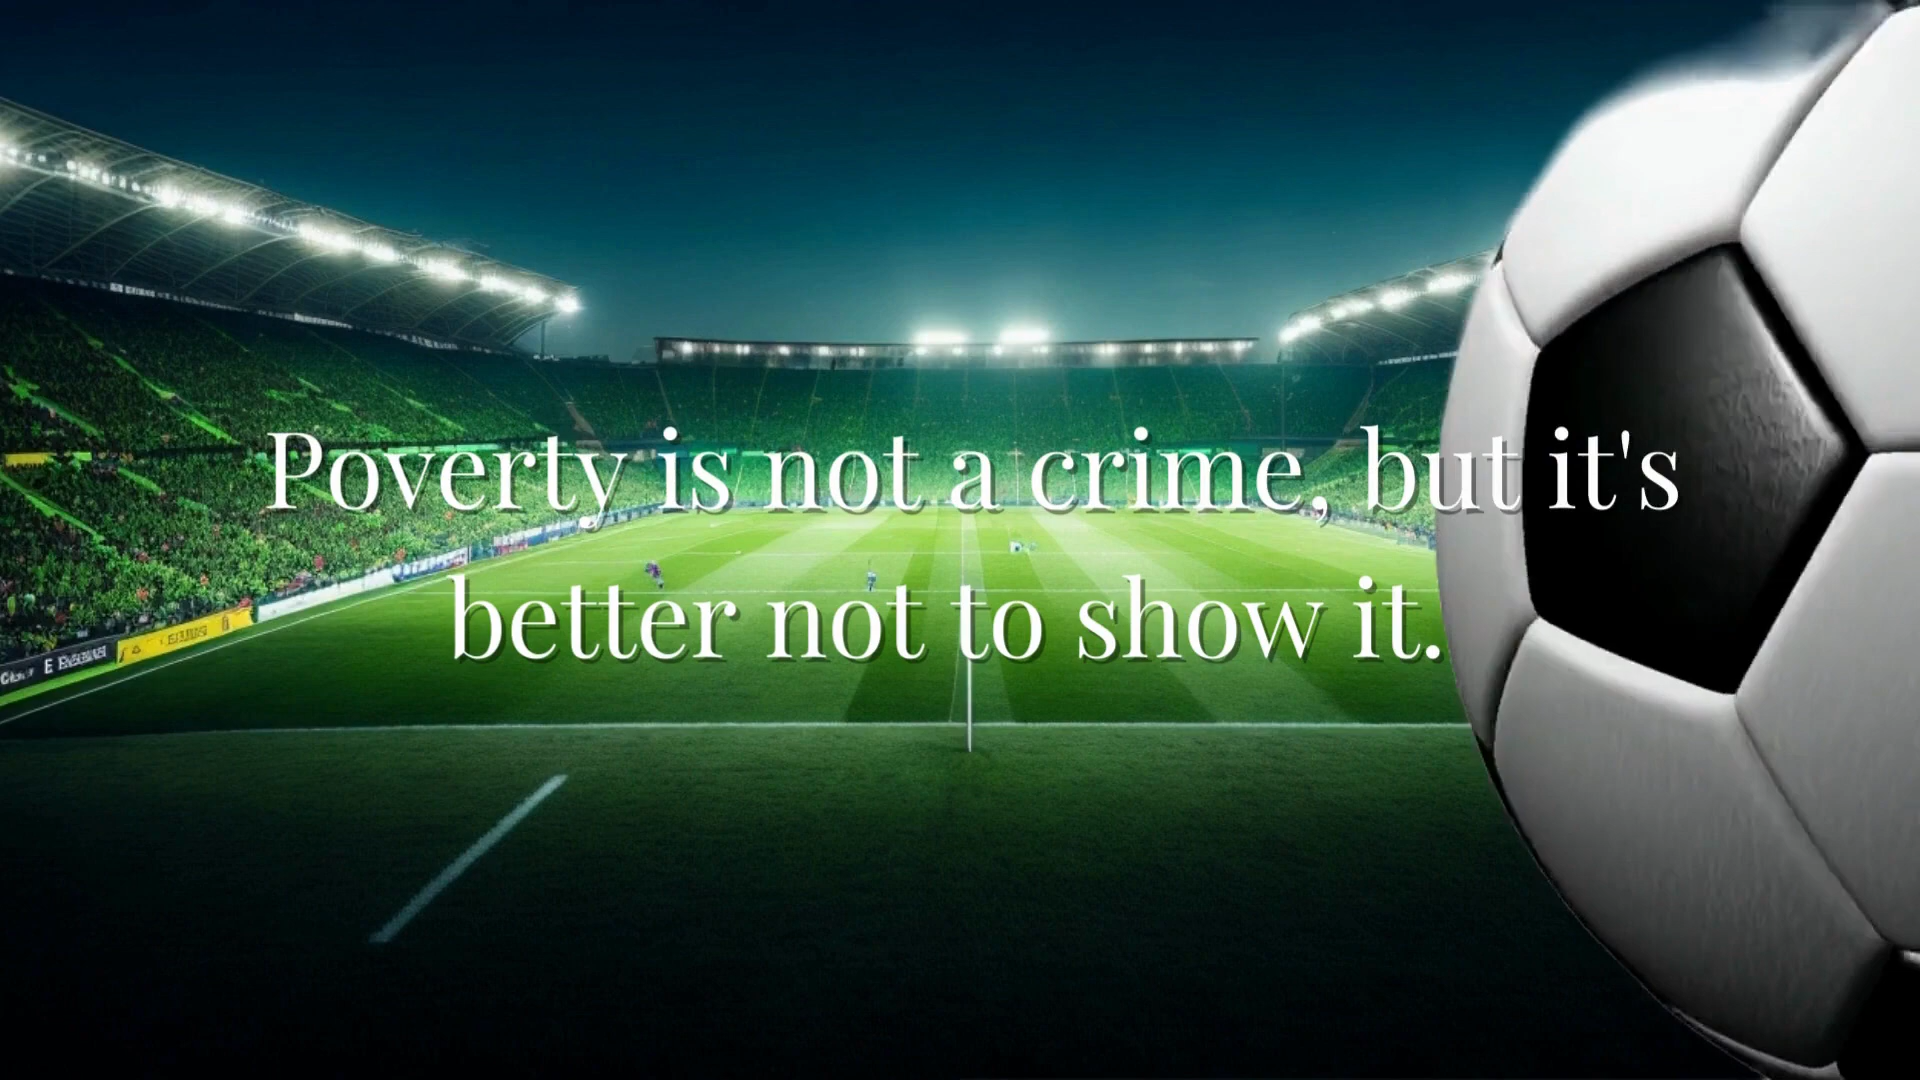 Poverty is not a crime, but it's
better not to show it.